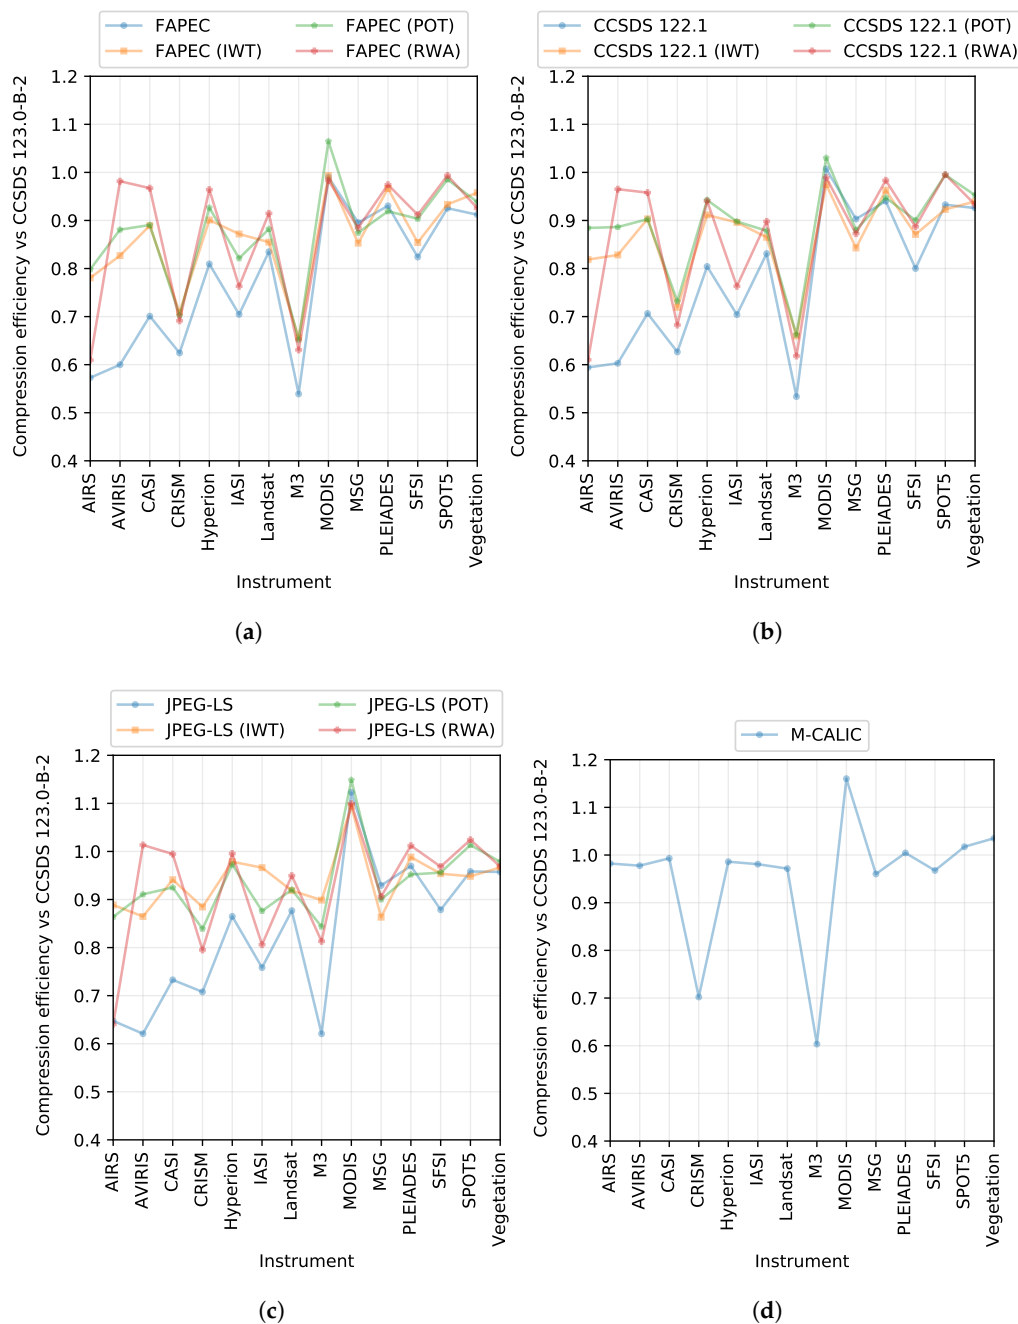 FAPEC
FAPEC (IWT)
FAPEC (POT)
FAPEC (RWA)
Compression efficiency vs CCSDS 123.0-B-2
1.2
1.1
1.0
0.9
0.8
0.7
0.6
0.5
0.4
AIRS
AVIRIS
CASI
CRISM
Hyperion
IASI
Landsat
M3
MODIS
MSG
PLEIADES
SFSI
SPOT5
Vegetation
Instrument
(a)
CCSDS 122.1
CCSDS 122.1 (IWT)
CCSDS 122.1 (POT)
CCSDS 122.1 (RWA)
Compression efficiency vs CCSDS 123.0-B-2
1.2
1.1
1.0
0.9
0.8
0.7
0.6
0.5
0.4
AIRS
AVIRIS
CASI
CRISM
Hyperion
IASI
Landsat
M3
MODIS
MSG
PLEIADES
SFSI
SPOT5
Vegetation
Instrument
(b)
JPEG-LS
JPEG-LS (IWT)
JPEG-LS (POT)
JPEG-LS (RWA)
Compression efficiency vs CCSDS 123.0-B-2
1.2
1.1
1.0
0.9
0.8
0.7
0.6
0.5
0.4
AIRS
AVIRIS
CASI
CRISM
Hyperion
IASI
Landsat
M3
MODIS
MSG
PLEIADES
SFSI
SPOT5
Vegetation
Instrument
(c)
M-CALIC
Compression efficiency vs CCSDS 123.0-B-2
1.2
1.1
1.0
0.9
0.8
0.7
0.6
0.5
0.4
AIRS
AVIRIS
CASI
CRISM
Hyperion
IASI
Landsat
M3
MODIS
MSG
PLEIADES
SFSI
SPOT5
Vegetation
Instrument
(d)